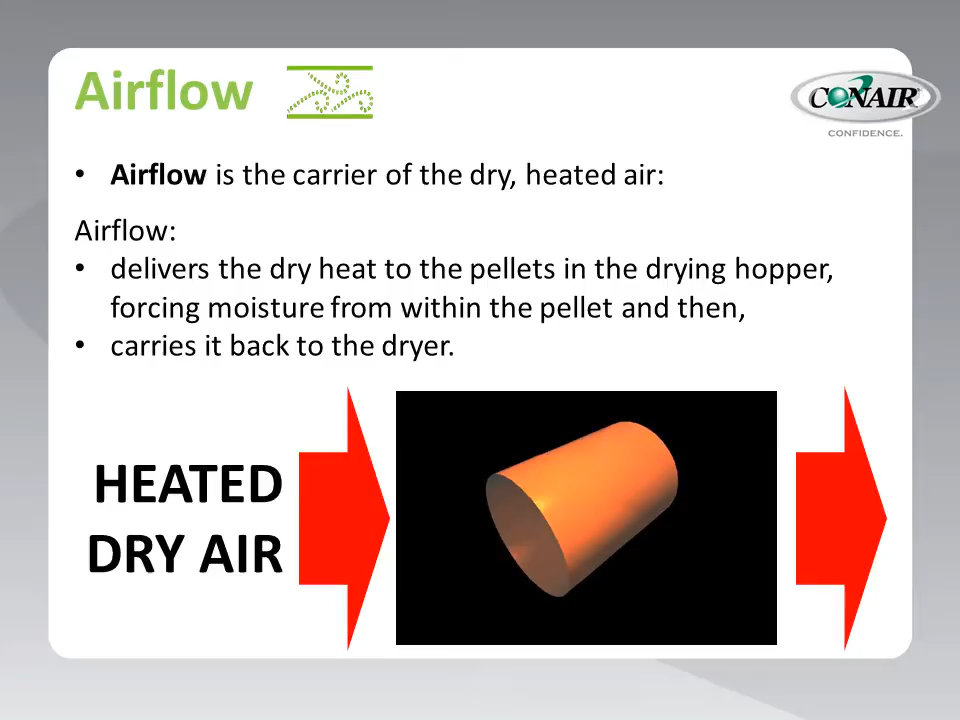 Airflow
CONAIR
CONFIDENCE.
• Airflow is the carrier of the dry, heated air:
Airflow:
• delivers the dry heat to the pellets in the drying hopper,
forcing moisture from within the pellet and then,
• carries it back to the dryer.
HEATED
DRY AIR